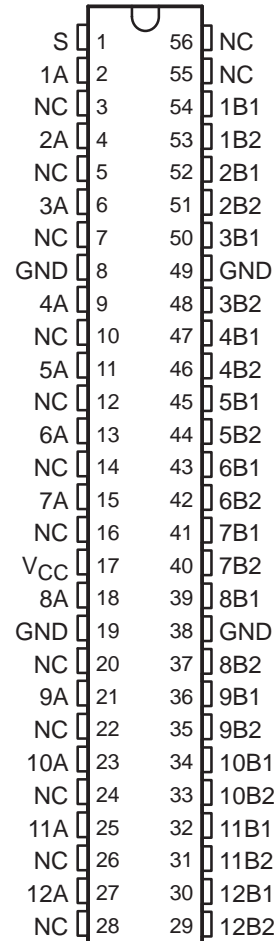 S 1 56 NC
1A 2 55 NC
NC 3 54 1B1
2A 4 53 1B2
NC 5 52 2B1
3A 6 51 2B2
NC 7 50 3B1
GND 8 49 GND
4A 9 48 3B2
NC 10 47 4B1
5A 11 46 4B2
NC 12 45 5B1
6A 13 44 5B2
NC 14 43 6B1
7A 15 42 6B2
NC 16 41 7B1
VCC 17 40 7B2
8A 18 39 8B1
GND 19 38 GND
NC 20 37 8B2
9A 21 36 9B1
NC 22 35 9B2
10A 23 34 10B1
NC 24 33 10B2
11A 25 32 11B1
NC 26 31 11B2
12A 27 30 12B1
NC 28 29 12B2